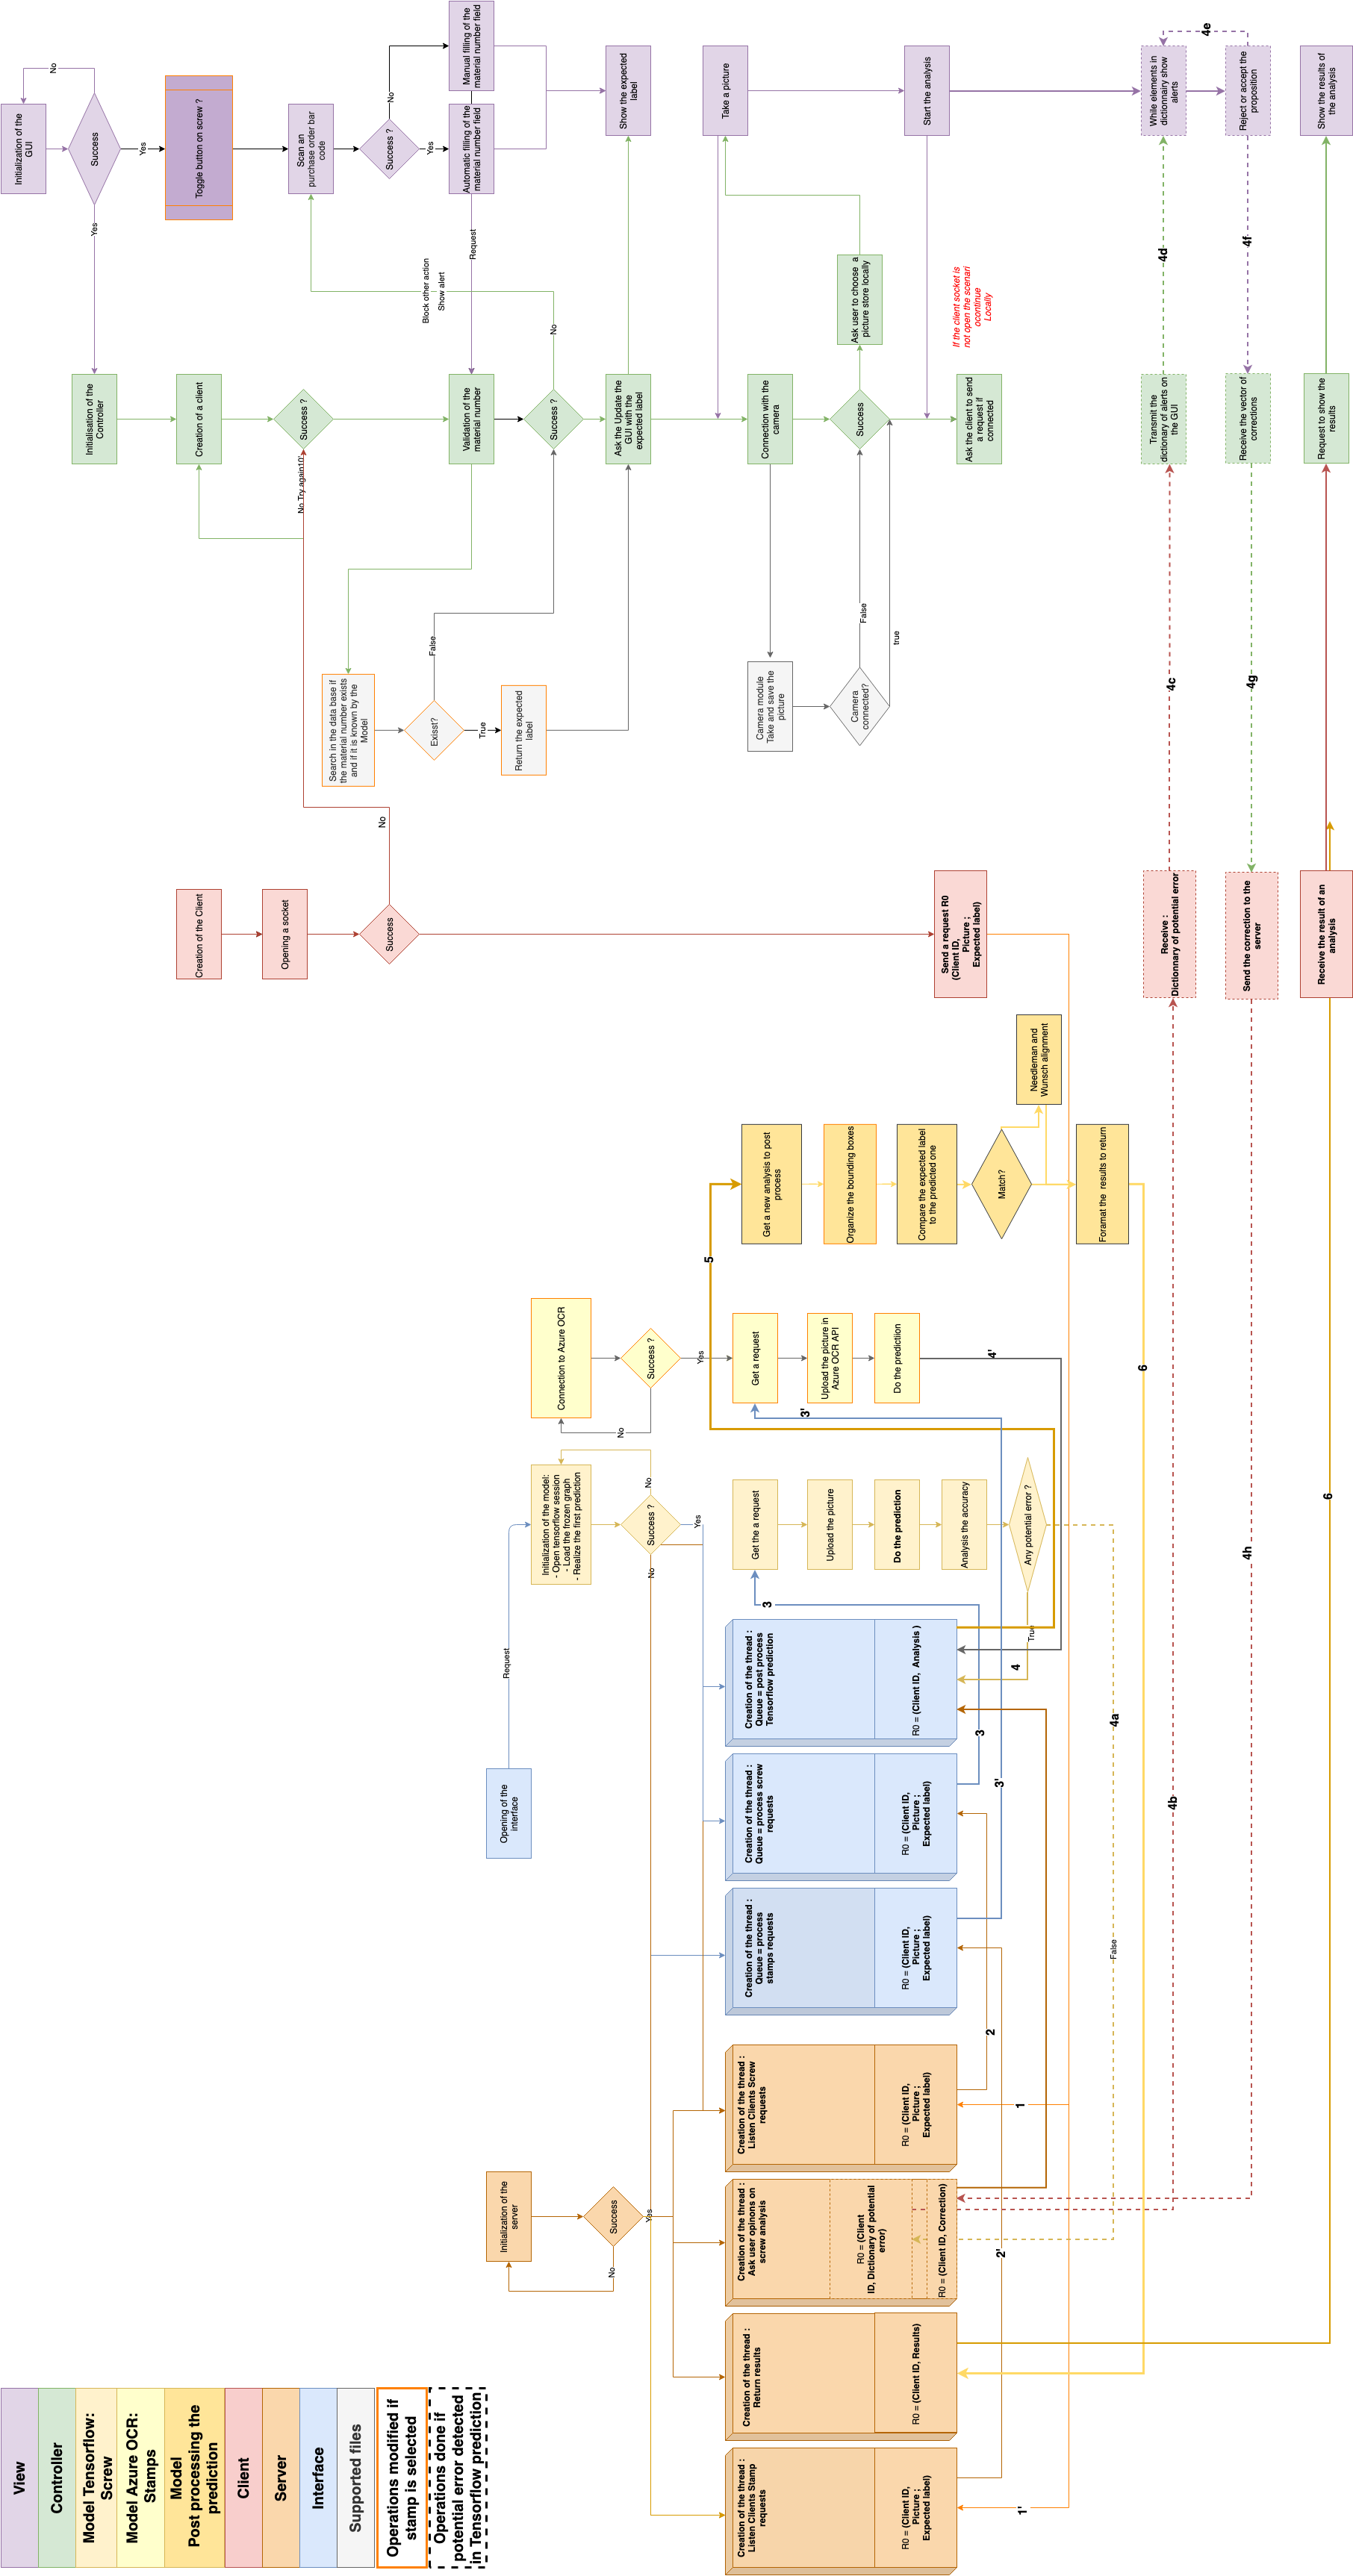 View
Controller
Model Tensorflow:
Screw
Model Azure OCR:
Stamps
Model
Post processing the
prediction
Client
Server
Interface
Supported files
Operations modified if
stamp is selected
Operations done if
potential error detected
in Tensorflow prediction
Initialization of the
GUI
No
Success
Yes
Yes
Toggle button on screw ?
Scan an
purchase order bar
code
Success ?
No
Yes
Manual filling of the
material number field
Automatic filling of the
material number field
Request
Show the expected
label
Take a picture
Start the analysis
While elements in
dictionnairy show
alerts
4e
Reject or accept the
proposition
Show the results of
the analysis
Block other action
Show alert
No
Ask user to choose a
picture store locally
If the client socket is
not open the scenari
ocontinue
Locally
4d
4f
Initialisation of the
Controller
Creation of a client
Success ?
No Try again10'
Validation of the
material number
Success ?
Ask the Update the
GUI with the
expected label
Connection with the
camera
Success
Ask the client to send
a request if
connected
Transmit the
dictionary of alerts on
the GUI
Receive the vector of
corrections
Request to show the
results
Search in the data base if
the material number exists
and if it is known by the
Model
Exisst?
False
True
Return the expected
label
Camera module
Take and save the
picture
Camera
connected?
False
true
4c
4g
Creation of the Client
Opening a socket
Success
No
Send a request R0
(Client ID,
Picture ;
Expected label)
Receive :
Dictionnary of potential error
Send the correction to the
server
Receive the result of an
analysis
Get a new analysis to post
process
Organize the bounding boxes
Compare the expected label
to the predicted one
Match?
Needleman and
Wunsch alignment
Foramat the results to return
5
6
6
Connection to Azure OCR
Success ?
No
Yes
Get a request
Upload the picture in
Azure OCR API
Do the predictiion
4'
3'
Initialization of the model:
- Open tensorflow session
- Load the frozen graph
- Realize the first prediction
Success ?
No
Yes
No
Get the a request
Upload the picture
Do the prediction
Analysis the accuracy
Any potential error ?
True
3
4
4a
False
4b
4h
Request
Opening of the
interface
Creation of the thread :
Queue = post process
Tensorflow prediction
R0 = (Client ID, Analysis )
Creation of the thread :
Queue = process screw
requests
R0 = (Client ID,
Picture ;
Expected label)
3
3'
Creation of the thread :
Queue = process
stamps requests
R0 = (Client ID,
Picture ;
Expected label)
2
Initialization of the
server
Success
No
Yes
Creation of the thread :
Listen Clients Screw
requests
R0 = (Client ID,
Picture ;
Expected label)
1
Creation of the thread :
Ask user opinons on
screw analysis
R0 = (Client
ID, Dictionary of potential
error)
R0 = (Client ID, Correction)
2'
Creation of the thread :
Return results
R0 = (Client ID, Results)
Creation of the thread :
Listen Clients Stamp
requests
R0 = (Client ID,
Picture ;
Expected label)
1'